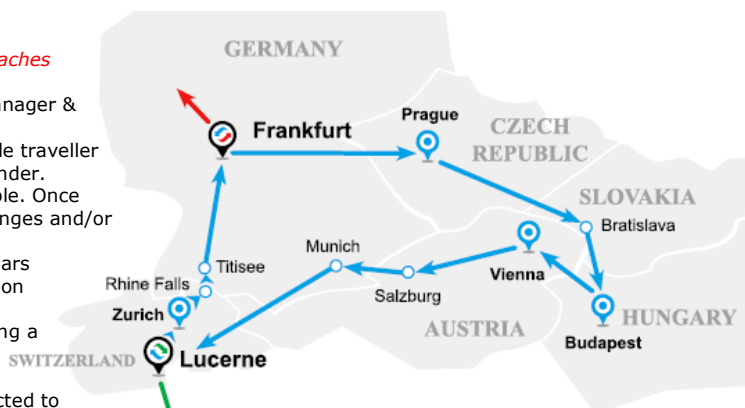 aches
nager &
le traveller
nder.
ole. Once
nges and/or
ars
on
ng a
cted to
GERMANY
Frankfurt
Prague
CZECH
REPUBLIC
SLOVAKIA
Bratislava
Munich
Titisee
Rhine Falls
Salzburg
Vienna
Zurich
AUSTRIA
HUNGARY
Budapest
SWITZERLAND
Lucerne